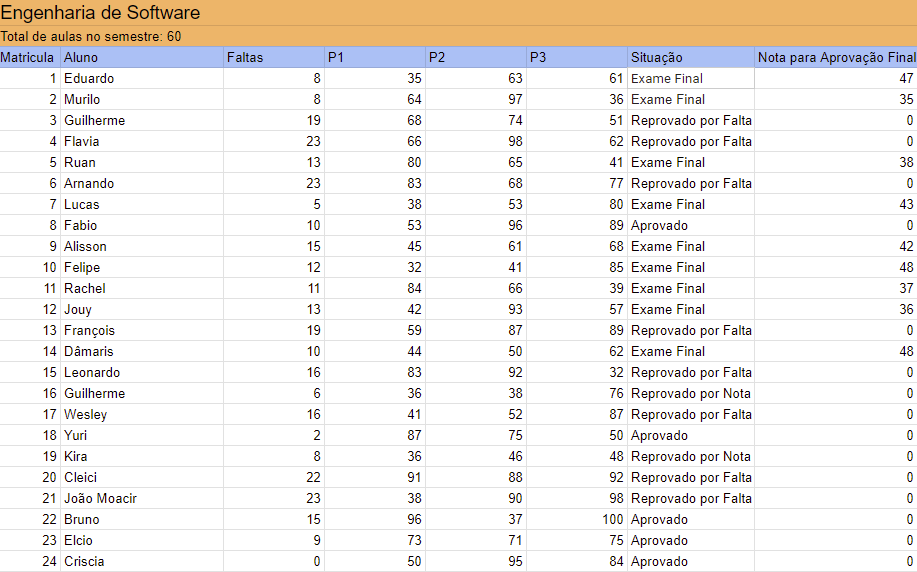 Engenharia de Software
Total de aulas no semestre: 60
Matricula Aluno Faltas P1 P2 P3 Situação Nota para Aprovação Final
1 Eduardo 8 35 63 61 Exame Final 47
2 Murilo 8 64 97 36 Exame Final 35
3 Guilherme 19 68 74 51 Reprovado por Falta 0
4 Flavia 23 66 98 62 Reprovado por Falta 0
5 Ruan 13 80 65 41 Exame Final 38
6 Arnando 23 83 68 77 Reprovado por Falta 0
7 Lucas 5 38 53 80 Exame Final 43
8 Fabio 10 53 96 89 Aprovado 0
9 Alisson 15 45 61 68 Exame Final 42
10 Felipe 12 32 41 85 Exame Final 48
11 Rachel 11 84 66 39 Exame Final 37
12 Jouy 13 42 93 57 Exame Final 36
13 François 19 59 87 89 Reprovado por Falta 0
14 Dâmaris 10 44 50 62 Exame Final 48
15 Leonardo 16 83 92 32 Reprovado por Falta 0
16 Guilherme 6 36 38 76 Reprovado por Nota 0
17 Wesley 16 41 52 87 Reprovado por Falta 0
18 Yuri 2 87 75 50 Aprovado 0
19 Kira 8 36 46 48 Reprovado por Nota 0
20 Cleici 22 91 88 92 Reprovado por Falta 0
21 João Moacir 23 38 90 98 Reprovado por Falta 0
22 Bruno 15 96 37 100 Aprovado 0
23 Elcio 9 73 71 75 Aprovado 0
24 Criscia 0 50 95 84 Aprovado 0